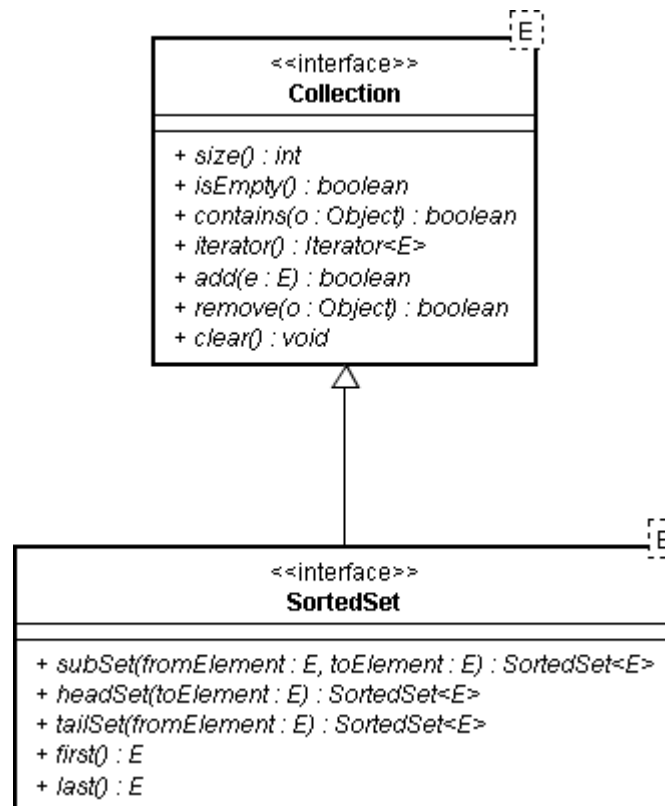 E
<<interface>>
Collection
+ size() : int
+ isEmpty() : boolean
+ contains(o : Object) : boolean
+ iterator() : Iterator<E>
+ add(e : E) : boolean
+ remove(o : Object) : boolean
+ clear() : void
E
<<interface>>
SortedSet
+ subSet(fromElement : E, toElement : E) : SortedSet<E>
+ headSet(toElement : E) : SortedSet<E>
+ tailSet(fromElement : E) : SortedSet<E>
+ first() : E
+ last() : E